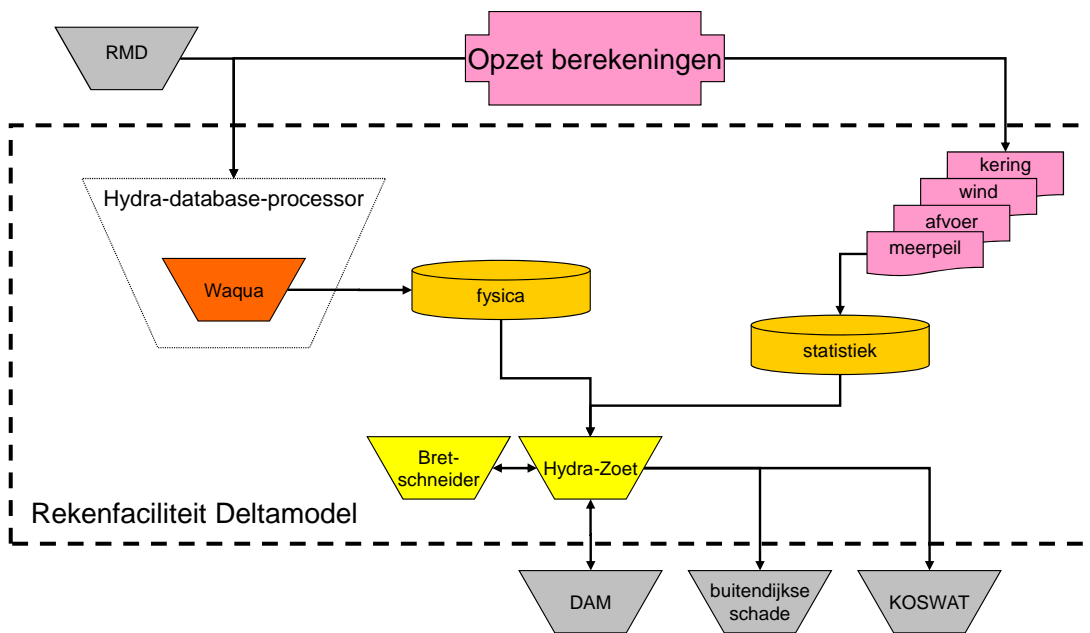 RMD
Opzet berekeningen
kering
wind
afvoer
meerpeil
Hydra-database-processor
Waqua
fysica
statistiek
Bret-
schneider
Hydra-Zoet
Rekenfaciliteit Deltamodel
DAM
buitendijkse
schade
KOSWAT